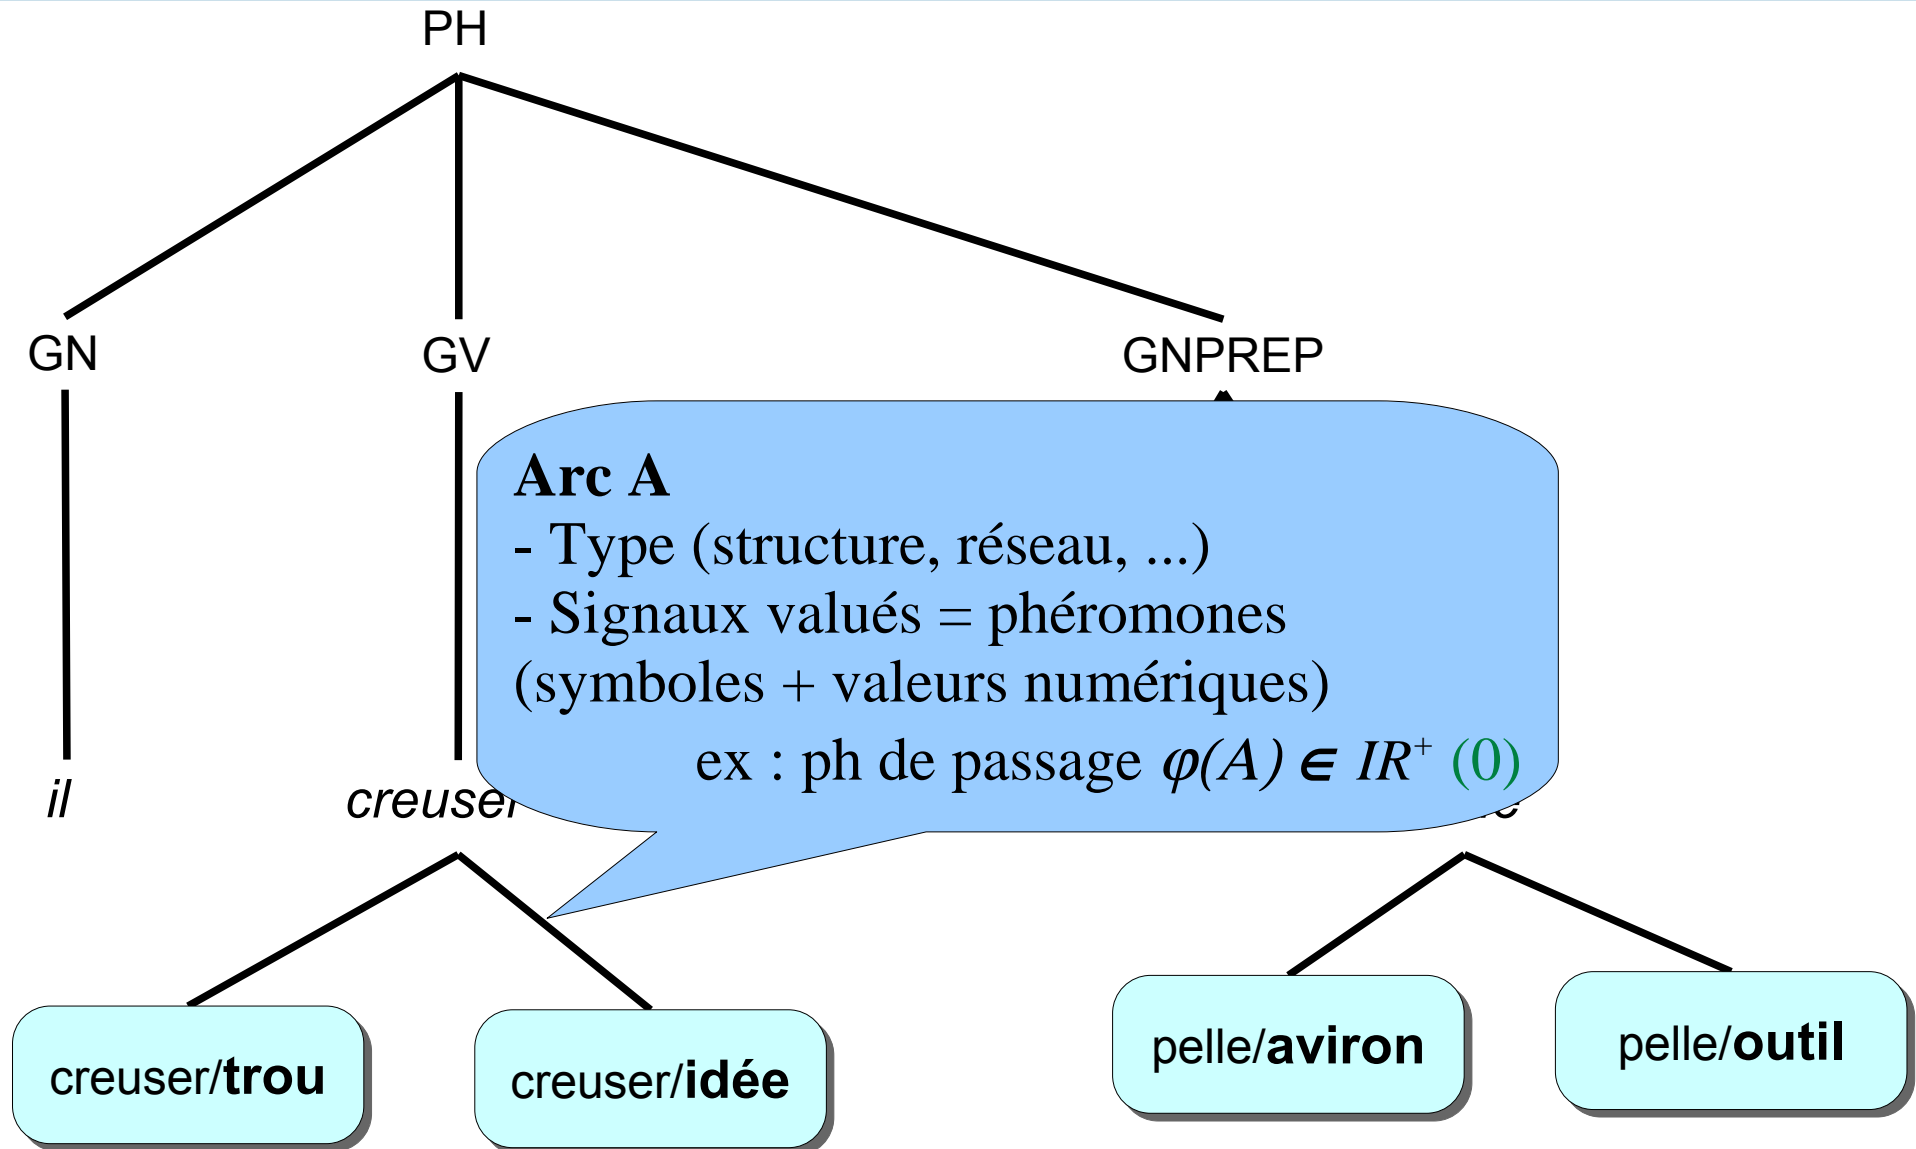 PH
GN
GV
GNPREP
Arc A
- Type (structure, réseau, ...)
- Signaux valués = phéromones
(symboles + valeurs numériques)
ex : ph de passage φ(A) ∈ IR⁺ (0)
il
creuser
creuser/trou
creuser/idée
pelle/aviron
pelle/outil